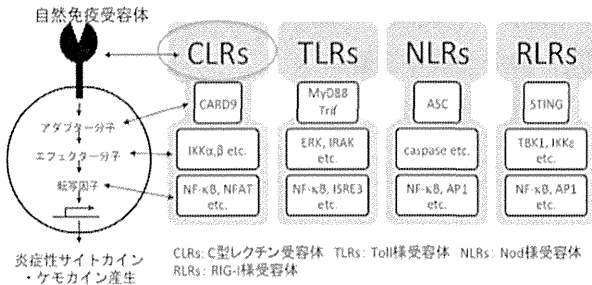 自然免疫受容体
CLRs
TLRs
NLRs
RLRs
CARD9
MyD88
Trif
ASC
STING
アダプター分子
エフェクター分子
転写因子
IKKα,β etc.
ERK, IRAK
etc.
caspase etc.
TBK1, IKKε
etc.
NF-κB, NFAT
etc.
NF-κB, ISRE3
etc.
NF-κB, AP1
etc.
NF-κB, AP1
etc.
炎症性サイトカイン
・ケモカイン産生
CLRs: C型レクチン受容体 TLRs: Toll様受容体 NLRs: Nod様受容体
RLRs: RIG-I様受容体